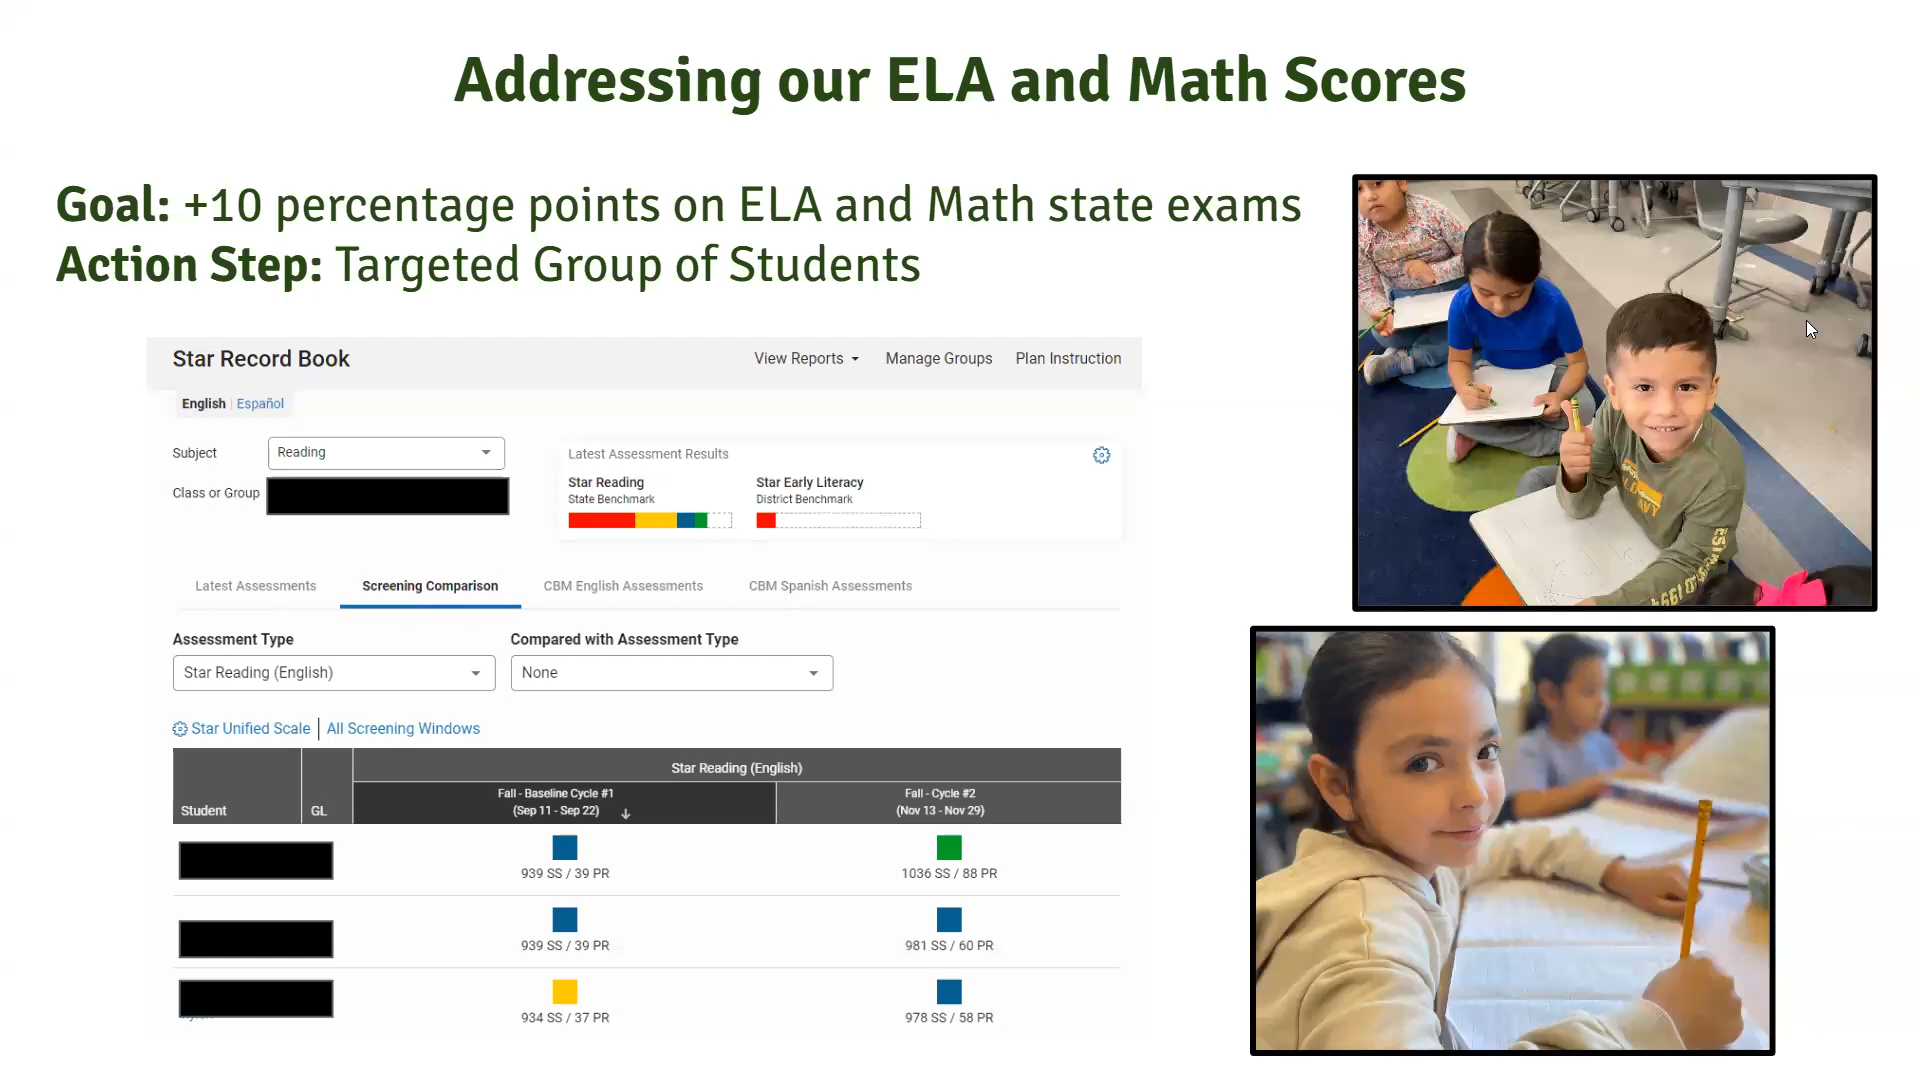 Addressing our ELA and Math Scores
Goal: +10 percentage points on ELA and Math state exams
Action Step: Targeted Group of Students
Star Record Book
View Reports
Manage Groups
Plan Instruction
English | Español
Subject
Reading
Class or Group
Latest Assessment Results
Star Reading
State Benchmark
Star Early Literacy
District Benchmark
Latest Assessments
Screening Comparison
CBM English Assessments
CBM Spanish Assessments
Assessment Type
Star Reading (English)
Compared with Assessment Type
None
Star Unified Scale | All Screening Windows
Student
GL
Star Reading (English)
Fall - Baseline Cycle #1
(Sep 11 - Sep 22)
Fall - Cycle #2
(Nov 13 - Nov 29)
939 SS / 39 PR
1036 SS / 88 PR
939 SS / 39 PR
981 SS / 60 PR
934 SS / 37 PR
978 SS / 58 PR